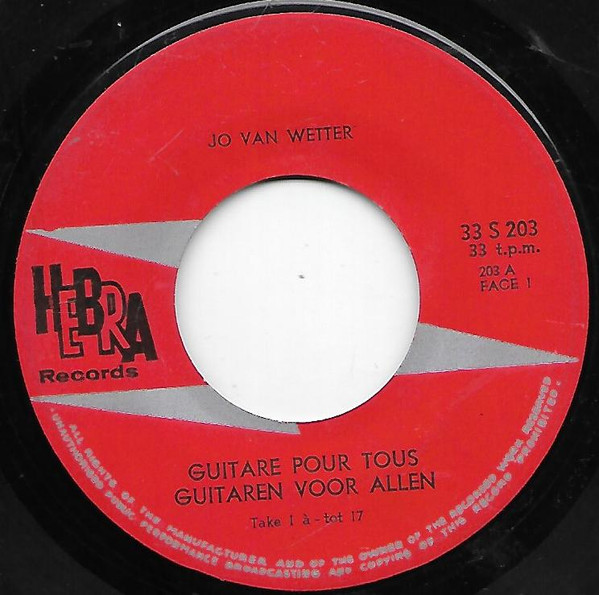 JO VAN WETTER
33 S 203
33 t.p.m.
203 A
FACE 1
HEBRA
Records
GUITARE POUR TOUS
GUITAREN VOOR ALLEN
Take 1 à - tot 17
ALL RIGHTS OF THE MANUFACTURER AND OF THE OWNER OF THE RECORDED WORK RESERVED
· UNAUTHORISED PUBLIC PERFORMANCE BROADCASTING AND COPYING OF THIS RECORD PROHIBITED ·